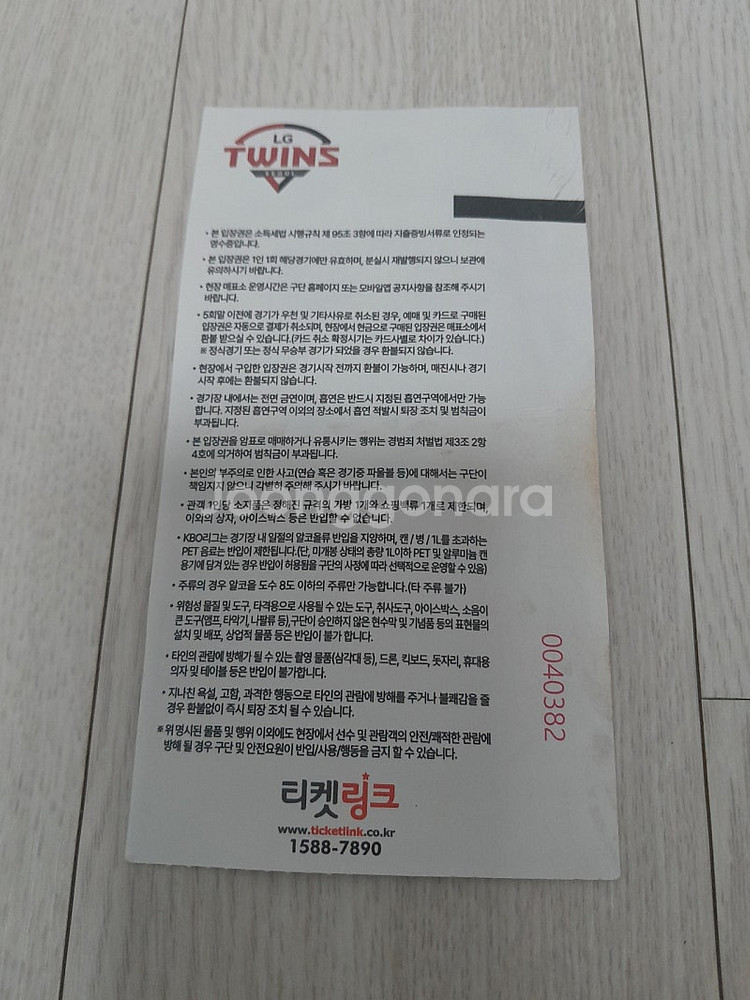 LG
TWINS
SEOUL
• 본 입장권은 소득세법 시행규칙 제 95조 3항에 따라 지출증빙서류로 인정되는
영수증입니다.
• 본 입장권은 1인 1회 해당경기에만 유효하며, 분실시 재발행되지 않으니 보관에
유의하시기 바랍니다.
• 현장 매표소 운영시간은 구단 홈페이지 또는 모바일앱 공지사항을 참조해 주시기
바랍니다.
• 5회말 이전에 경기가 우천 및 기타사유로 취소된 경우, 예매 및 카드로 구매된
입장권은 자동으로 결제가 취소되며, 현장에서 현금으로 구매된 입장권은 매표소에서
환불 받으실 수 있습니다.(카드 취소 확정시기는 카드사별로 차이가 있습니다.)
※ 정식경기 또는 정식 무승부 경기가 되었을 경우 환불되지 않습니다.
• 현장에서 구입한 입장권은 경기시작 전까지 환불이 가능하며, 매진시나 경기
시작 후에는 환불되지 않습니다.
• 경기장 내에서는 전면 금연이며, 흡연은 반드시 지정된 흡연구역에서만 가능
합니다. 지정된 흡연구역 이외의 장소에서 흡연 적발시 퇴장 조치 및 범칙금이
부과됩니다.
• 본 입장권을 암표로 매매하거나 유통시키는 행위는 경범죄 처벌법 제3조 2항
4호에 의거하여 범칙금이 부과됩니다.
• 본인의 부주의로 인한 사고(연습 혹은 경기중 파울볼 등)에 대해서는 구단이
책임지지 않으니 각별히 주의해 주시기 바랍니다.
• 관객 1인당 소지품은 정해진 규격의 가방 1개와 쇼핑백류 1개로 제한되며,
이외의 상자, 아이스박스 등은 반입할 수 없습니다.
joonggonara
• KBO리그는 경기장 내 일절의 알코올류 반입을 지양하며, 캔 / 병 / 1L를 초과하는
PET 음료는 반입이 제한됩니다.(단, 미개봉 상태의 총량 1L이하 PET 및 알루미늄 캔
용기에 담겨 있는 경우 반입이 허용됨을 구단의 사정에 따라 선택적으로 운영할 수 있음)
• 주류의 경우 알코올 도수 8도 이하의 주류만 가능합니다.(타 주류 불가)
• 위험성 물질 및 도구, 타격용으로 사용될 수 있는 도구, 취사도구, 아이스박스, 소음이
큰 도구(앰프, 타악기, 나팔류 등),구단이 승인하지 않은 현수막 및 기념품 등의 표현물의
설치 및 배포, 상업적 물품 등은 반입이 불가 합니다.
• 타인의 관람에 방해가 될 수 있는 촬영 물품(삼각대 등), 드론, 킥보드, 돗자리, 휴대용
의자 및 테이블 등은 반입이 불가합니다.
• 지나친 욕설, 고함, 과격한 행동으로 타인의 관람에 방해를 주거나 불쾌감을 줄
경우 환불없이 즉시 퇴장 조치 될 수 있습니다.
※ 위 명시된 물품 및 행위 이외에도 현장에서 선수 및 관람객의 안전/쾌적한 관람에
방해 될 경우 구단 및 안전요원이 반입/사용/행동을 금지 할 수 있습니다.
0040382
티켓링크
www.ticketlink.co.kr
1588-7890